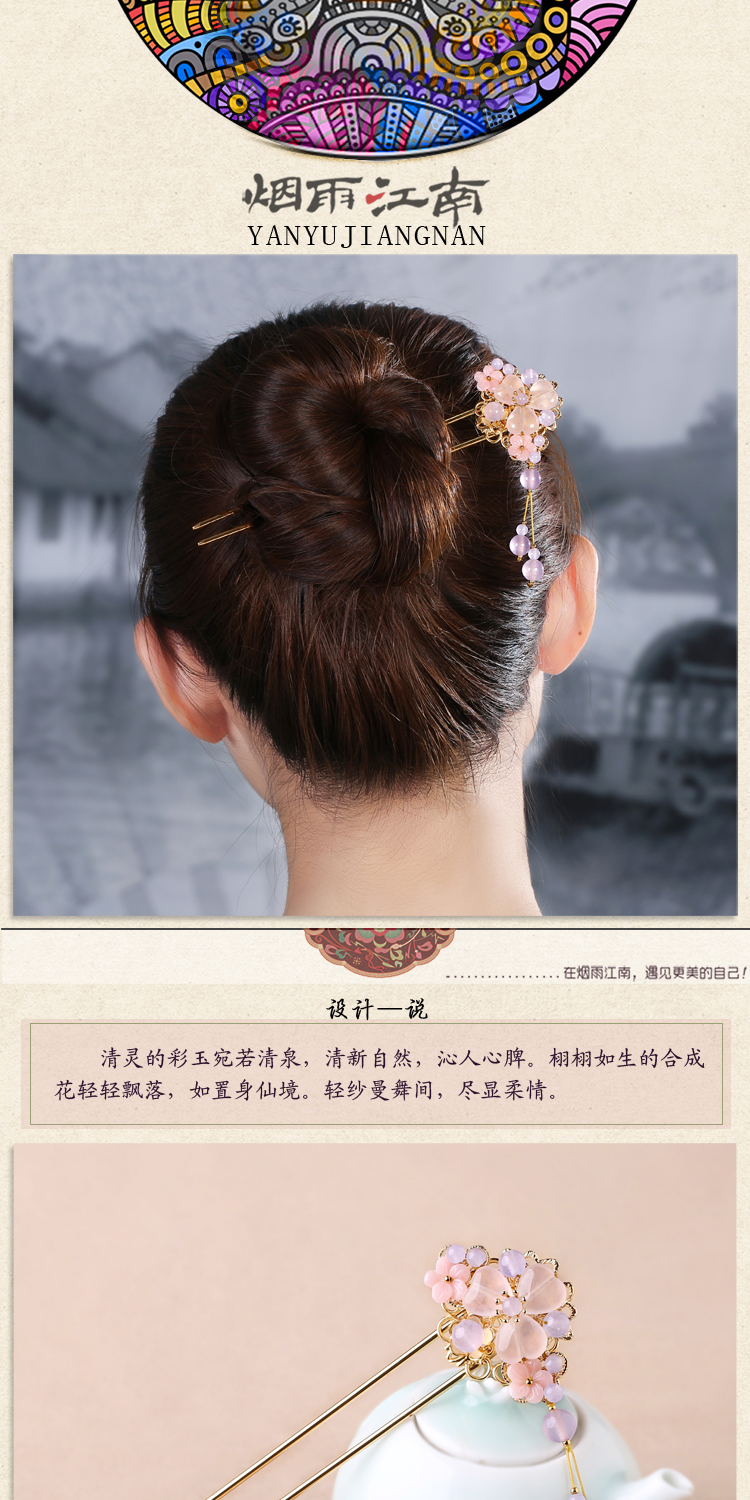 烟雨江南
YANYUJIANGNAN
..................在烟雨江南，遇见更美的自己！
设计一说
清灵的彩玉宛若清泉，清新自然，沁人心脾。栩栩如生的合成
花轻轻飘落，如置身仙境。轻纱曼舞间，尽显柔情。